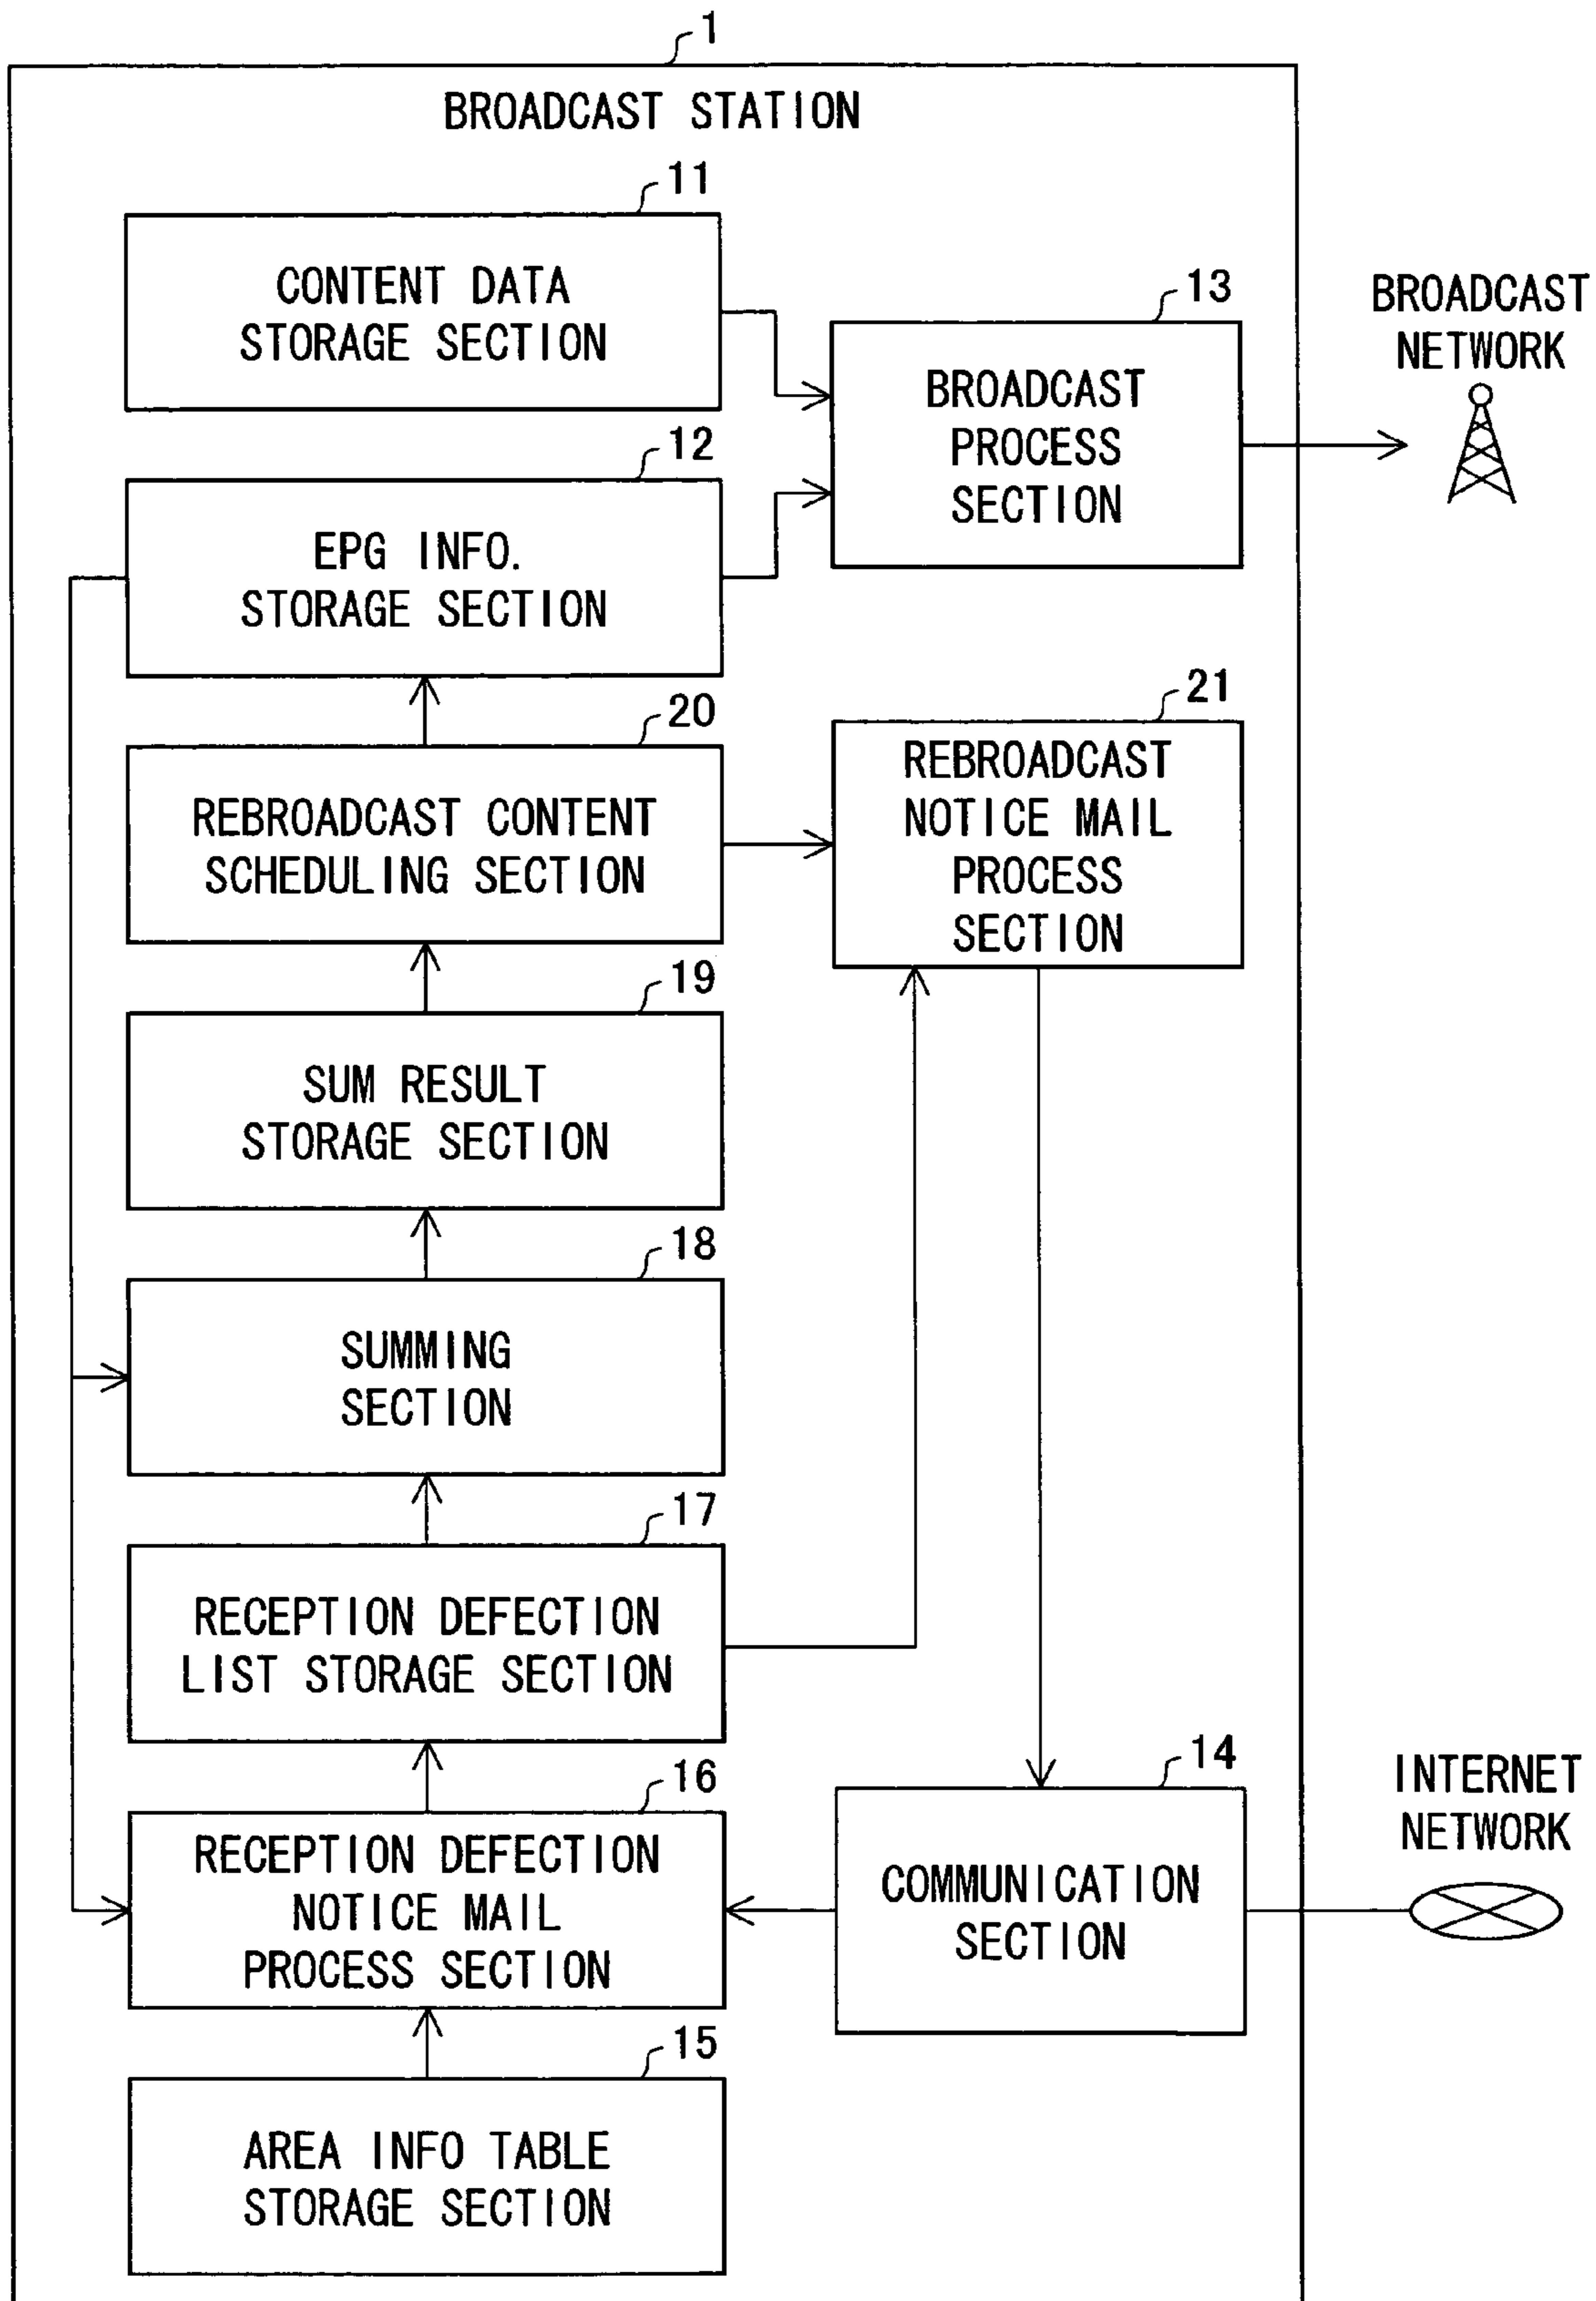 1
BROADCAST STATION
11
CONTENT DATA
STORAGE SECTION
13
BROADCAST
PROCESS
SECTION
BROADCAST
NETWORK
12
EPG INFO.
STORAGE SECTION
20
REBROADCAST CONTENT
SCHEDULING SECTION
21
REBROADCAST
NOTICE MAIL
PROCESS
SECTION
19
SUM RESULT
STORAGE SECTION
18
SUMMING
SECTION
17
RECEPTION DEFECTION
LIST STORAGE SECTION
16
RECEPTION DEFECTION
NOTICE MAIL
PROCESS SECTION
14
COMMUNICATION
SECTION
INTERNET
NETWORK
15
AREA INFO TABLE
STORAGE SECTION